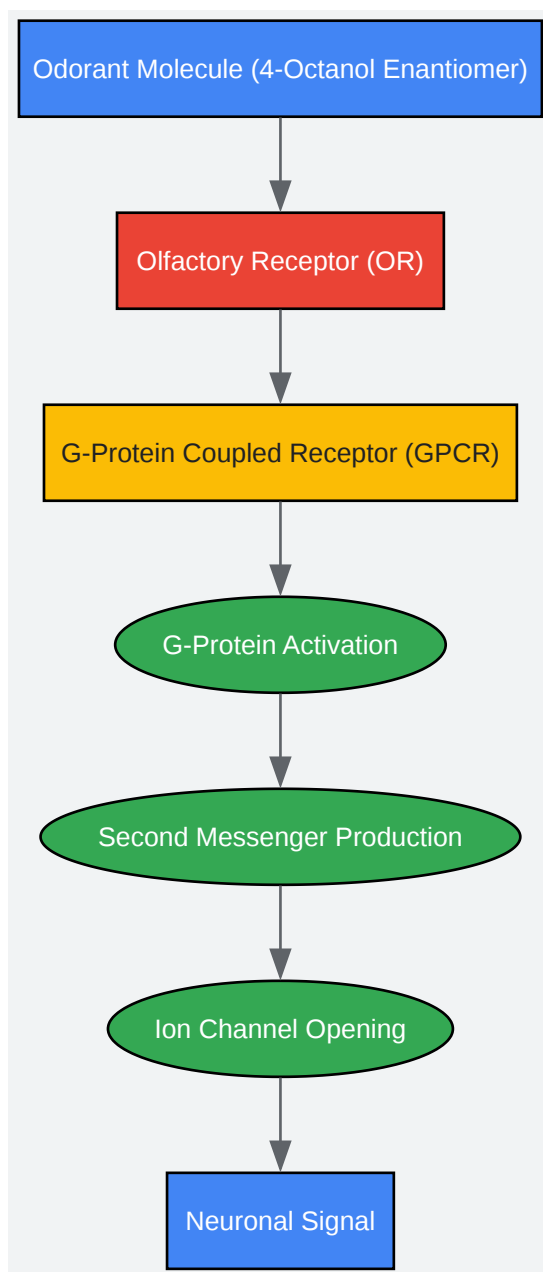 Odorant Molecule (4-Octanol Enantiomer)
Olfactory Receptor (OR)
G-Protein Coupled Receptor (GPCR)
G-Protein Activation
Second Messenger Production
Ion Channel Opening
Neuronal Signal